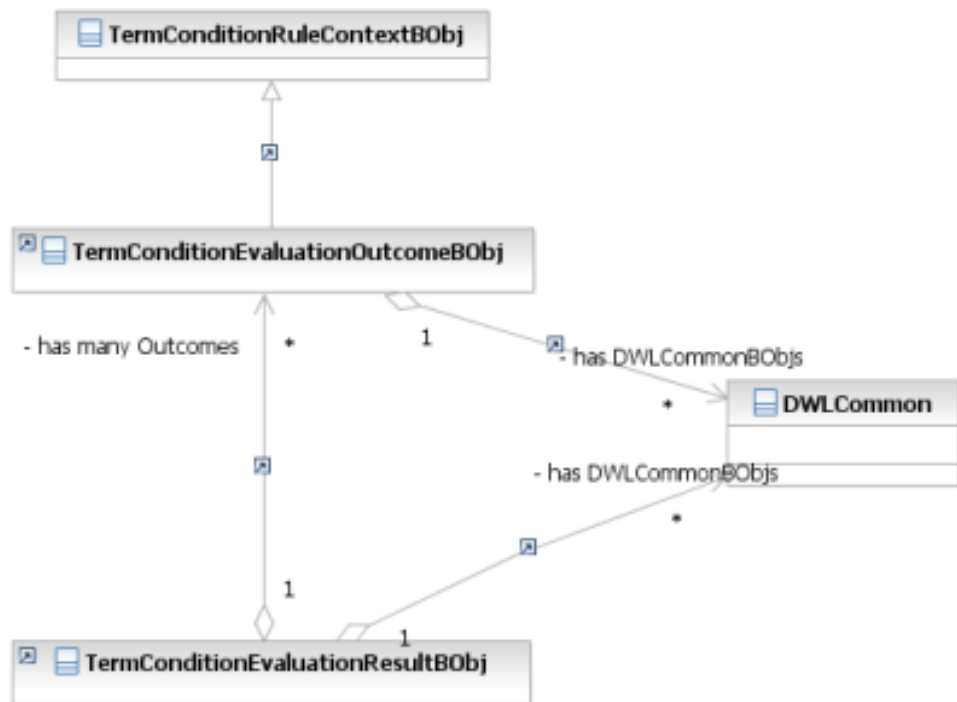 TermConditionRuleContextBObj
TermConditionEvaluationOutcomeBObj
- has many Outcomes
*
1
- has DWLCommonBObjs
*
DWLCommon
- has DWLCommonBObjs
*
1
1
TermConditionEvaluationResultBObj